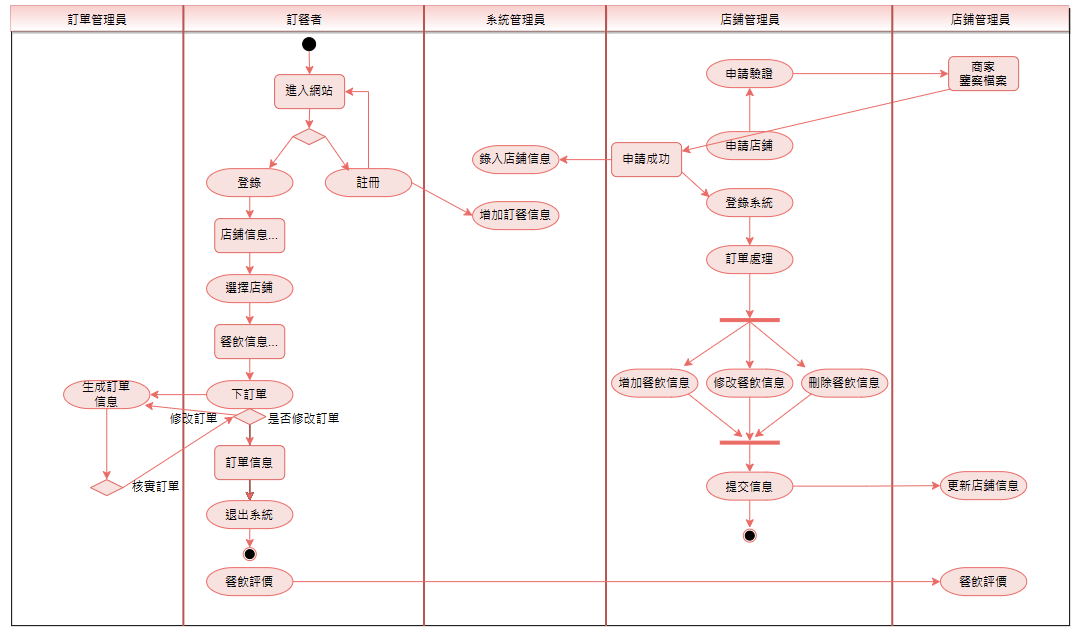 訂單管理員
訂餐者
系統管理員
店鋪管理員
店鋪管理員
進入網站
登錄
註冊
店鋪信息...
選擇店鋪
餐飲信息...
下訂單
生成訂單
信息
修改訂單
是否修改訂單
核實訂單
訂單信息
退出系統
餐飲評價
錄入店鋪信息
增加訂餐信息
申請驗證
申請店鋪
申請成功
登錄系統
訂單處理
增加餐飲信息
修改餐飲信息
刪除餐飲信息
提交信息
商家
鑒察檔案
更新店鋪信息
餐飲評價